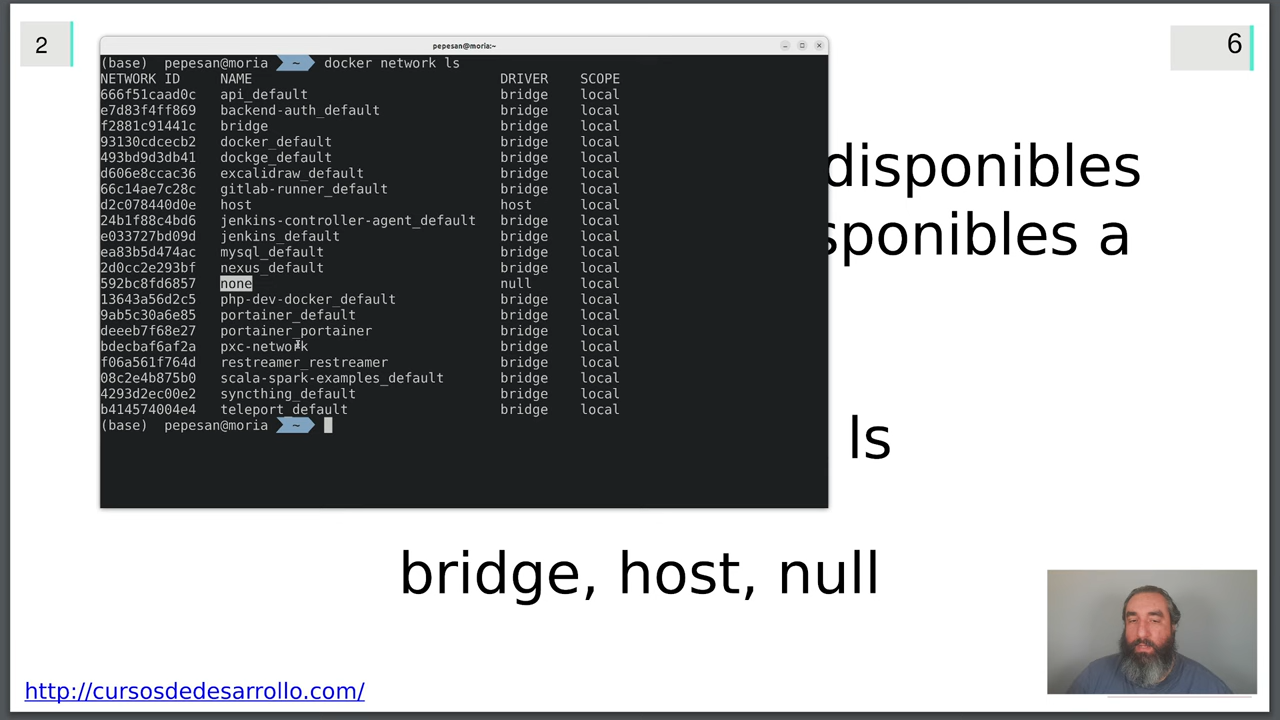 2
6
pepesan@moria:~
(base) pepesan@moria ~ docker network ls
NETWORK ID NAME DRIVER SCOPE
666f51caad0c api_default bridge local
e7d83f4ff869 backend-auth_default bridge local
f2881c91441c bridge bridge local
93130cdcecb2 docker_default bridge local
493bd9d3db41 dockge_default bridge local
d606e8ccac36 excalidraw_default bridge local
66c14ae7c28c gitlab-runner_default bridge local
d2c078440d0e host host local
24b1f88c4bd6 jenkins-controller-agent_default bridge local
e033727bd09d jenkins_default bridge local
ea83b5d474ac mysql_default bridge local
2d0cc2e293bf nexus_default bridge local
592bc8fd6857 none null local
13643a56d2c5 php-dev-docker_default bridge local
9ab5c30a6e85 portainer_default bridge local
deeeb7f68e27 portainer_portainer bridge local
bdecbaf6af2a pxc-network bridge local
f06a561f764d restreamer_restreamer bridge local
08c2e4b875b0 scala-spark-examples_default bridge local
4293d2ec00e2 syncthing_default bridge local
b414574004e4 teleport_default bridge local
(base) pepesan@moria ~
disponibles
sponibles a
ls
bridge, host, null
http://cursosdedesarrollo.com/